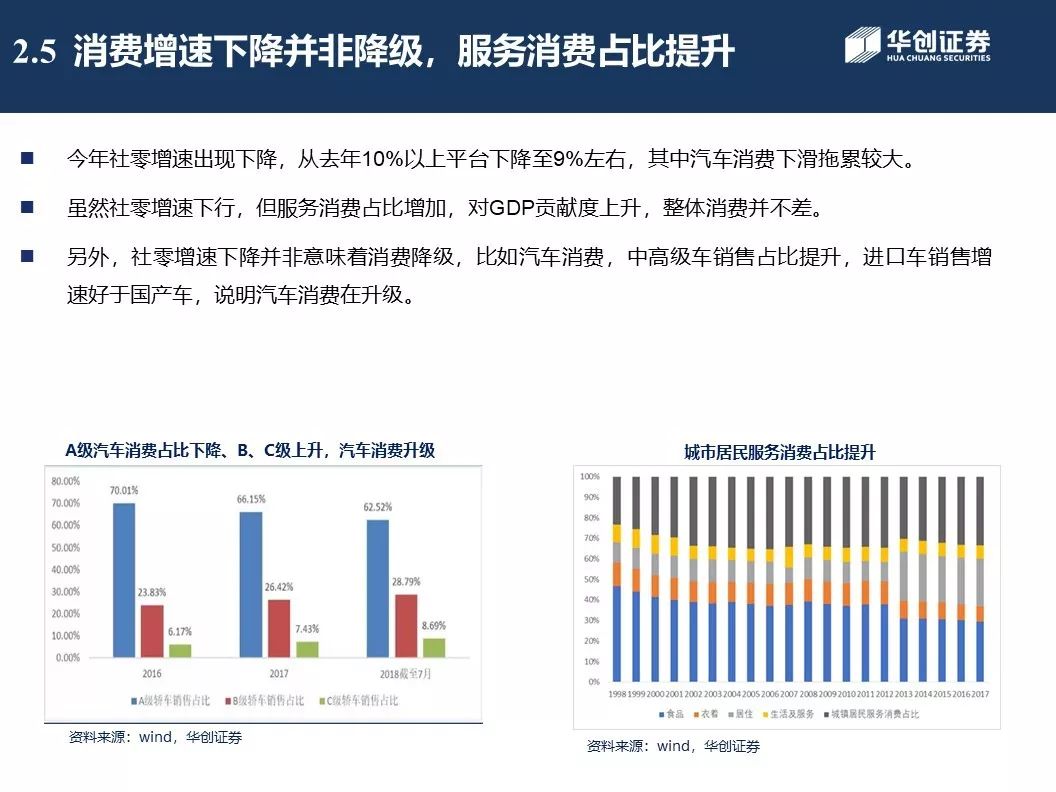 2.5 消费增速下降并非降级，服务消费占比提升
华创证券
HUA CHUANG SECURITIES
今年社零增速出现下降，从去年10%以上平台下降至9%左右，其中汽车消费下滑拖累较大。
虽然社零增速下行，但服务消费占比增加，对GDP贡献度上升，整体消费并不差。
另外，社零增速下降并非意味着消费降级，比如汽车消费，中高级车销售占比提升，进口车销售增
速好于国产车，说明汽车消费在升级。
A级汽车消费占比下降、B、C级上升，汽车消费升级
80.00%
70.00%
60.00%
50.00%
40.00%
30.00%
20.00%
10.00%
0.00%
70.01%
23.83%
6.17%
66.15%
26.42%
7.43%
62.52%
28.79%
8.69%
2016
2017
2018截至7月
A级轿车销售占比
B级轿车销售占比
C级轿车销售占比
资料来源：wind，华创证券
城市居民服务消费占比提升
100%
90%
80%
70%
60%
50%
40%
30%
20%
10%
0%
1998 1999 2000 2001 2002 2003 2004 2005 2006 2007 2008 2009 2010 2011 2012 2013 2014 2015 2016 2017
食品
衣着
居住
生活及服务
城镇居民服务消费占比
资料来源：wind，华创证券